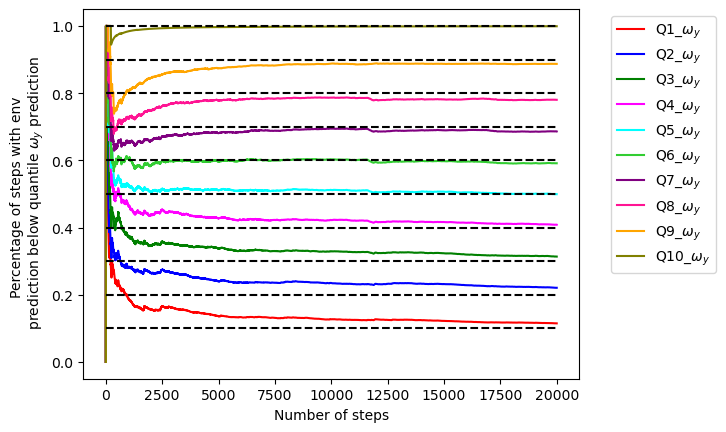 Percentage of steps with env
prediction below quantile ω_y prediction
1.0
0.8
0.6
0.4
0.2
0.0
0
2500
5000
7500
10000
12500
15000
17500
20000
Number of steps
Q1_ω_y
Q2_ω_y
Q3_ω_y
Q4_ω_y
Q5_ω_y
Q6_ω_y
Q7_ω_y
Q8_ω_y
Q9_ω_y
Q10_ω_y